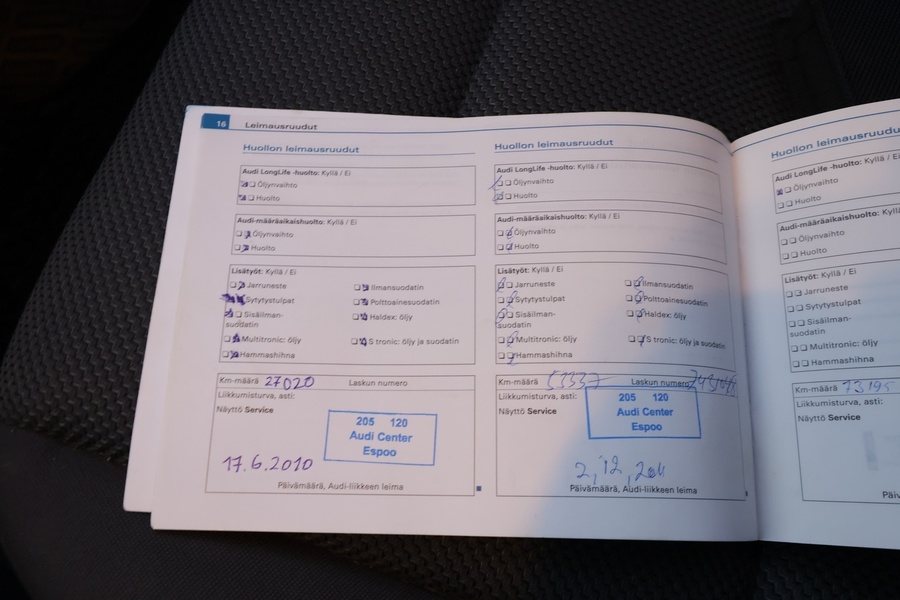 16 Leimausruudut
Huollon leimausruudut
Audi LongLife -huolto: Kyllä / Ei
Öljynvaihto
Huolto
Audi-määräaikaishuolto: Kyllä / Ei
Öljynvaihto
Huolto
Lisätyöt: Kyllä / Ei
Jarruneste
Ilmansuodatin
Sytytystulpat
Polttoainesuodatin
Sisäilman-
suodatin
Haldex: öljy
Multitronic: öljy
S tronic: öljy ja suodatin
Hammashihna
Km-määrä 27020 Laskun numero
Liikkumisturva, asti:
Näyttö Service
205 120
Audi Center
Espoo
17.6.2010
Päivämäärä, Audi-liikkeen leima
Huollon leimausruudut
Audi LongLife -huolto: Kyllä / Ei
Öljynvaihto
Huolto
Audi-määräaikaishuolto: Kyllä / Ei
Öljynvaihto
Huolto
Lisätyöt: Kyllä / Ei
Jarruneste
Ilmansuodatin
Sytytystulpat
Polttoainesuodatin
Sisäilman-
suodatin
Haldex: öljy
Multitronic: öljy
S tronic: öljy ja suodatin
Hammashihna
Km-määrä 53337 Laskun numero
Liikkumisturva, asti:
Näyttö Service
205 120
Audi Center
Espoo
2,12,2011
Päivämäärä, Audi-liikkeen leima
Huollon leimausruudut
Audi LongLife -huolto: Kyllä / E
Öljynvaihto
Huolto
Audi-määräaikaishuolto: Ky
Öljynvaihto
Huolto
Lisätyöt: Kyllä / Ei
Jarruneste
Sytytystulpat
Sisäilman-
suodatin
Multitronic: öljy
Hammashihna
Km-määrä 73195
Liikkumisturva, asti:
Näyttö Service